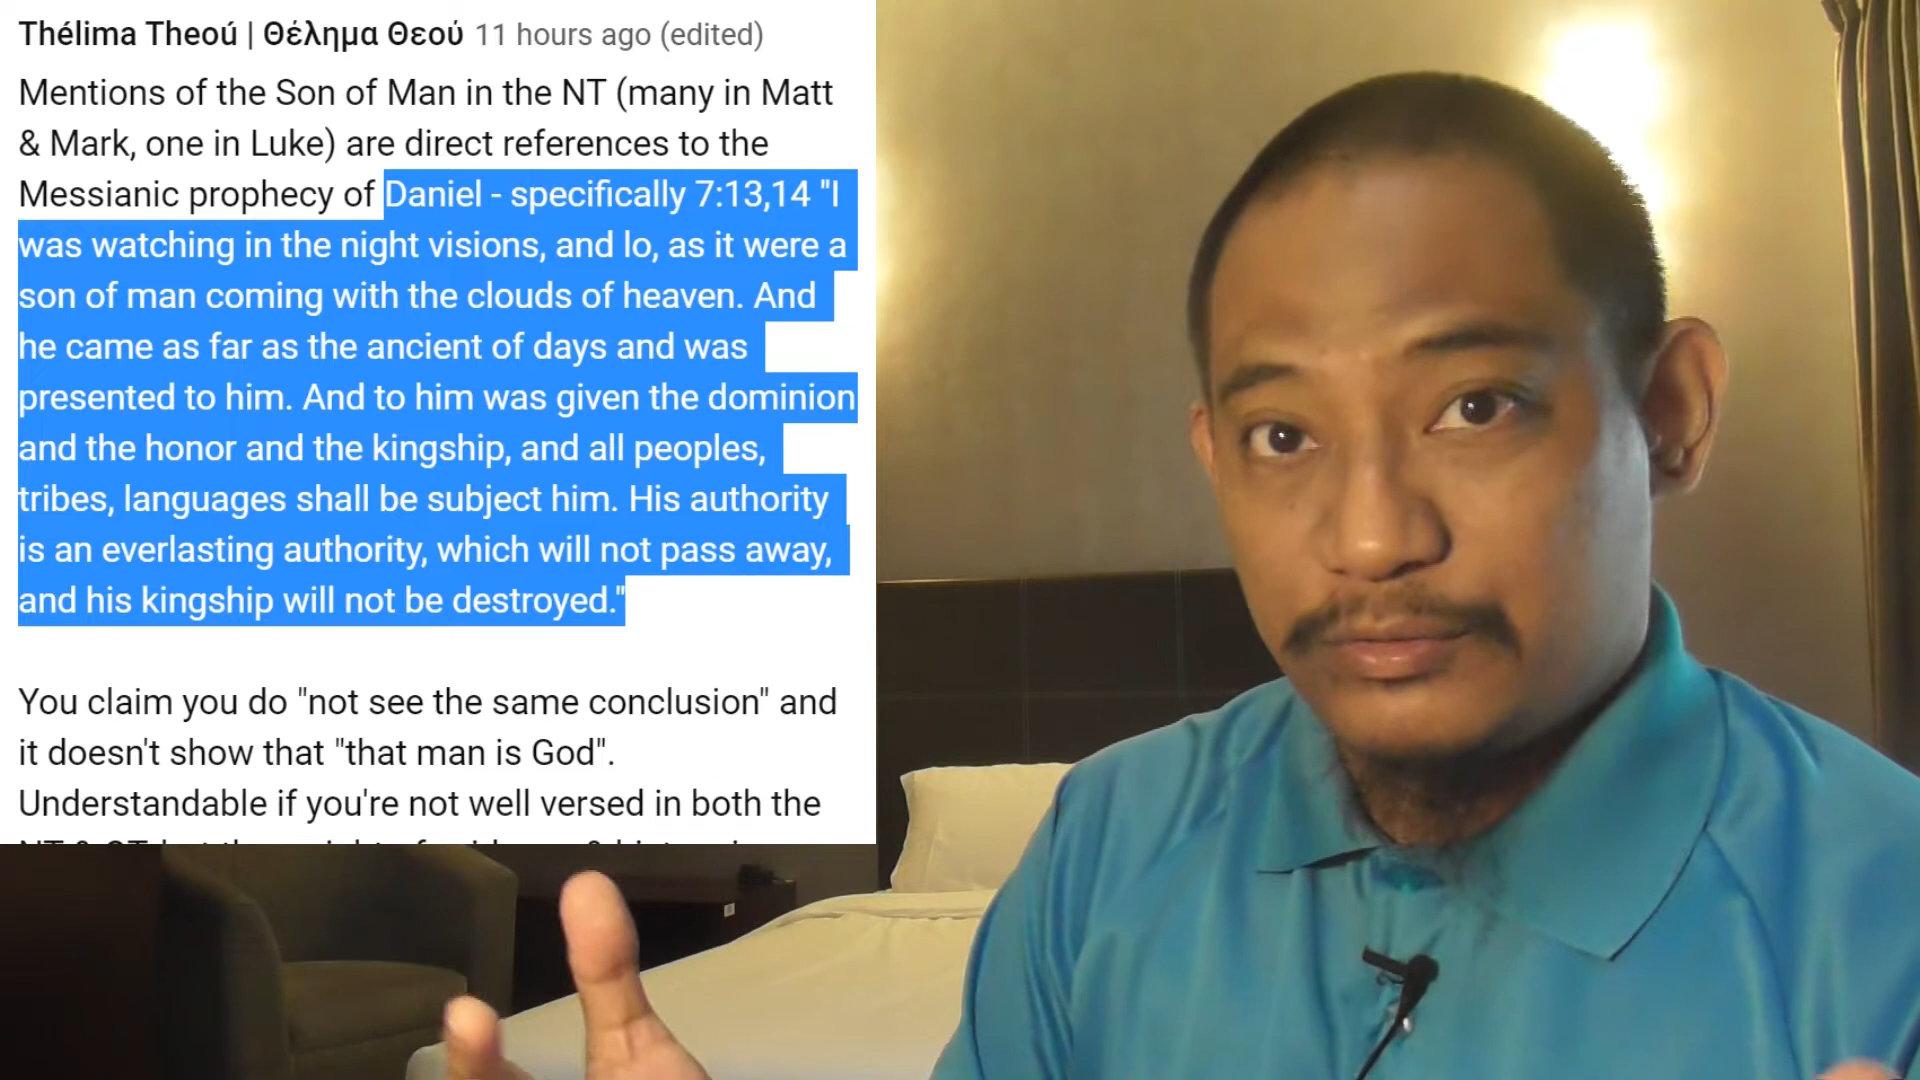 Thélima Theoú | Θέλημα Θεού 11 hours ago (edited)
Mentions of the Son of Man in the NT (many in Matt
& Mark, one in Luke) are direct references to the
Messianic prophecy of Daniel - specifically 7:13,14 "I
was watching in the night visions, and lo, as it were a
son of man coming with the clouds of heaven. And
he came as far as the ancient of days and was
presented to him. And to him was given the dominion
and the honor and the kingship, and all peoples,
tribes, languages shall be subject him. His authority
is an everlasting authority, which will not pass away,
and his kingship will not be destroyed."
You claim you do "not see the same conclusion" and
it doesn't show that "that man is God".
Understandable if you're not well versed in both the